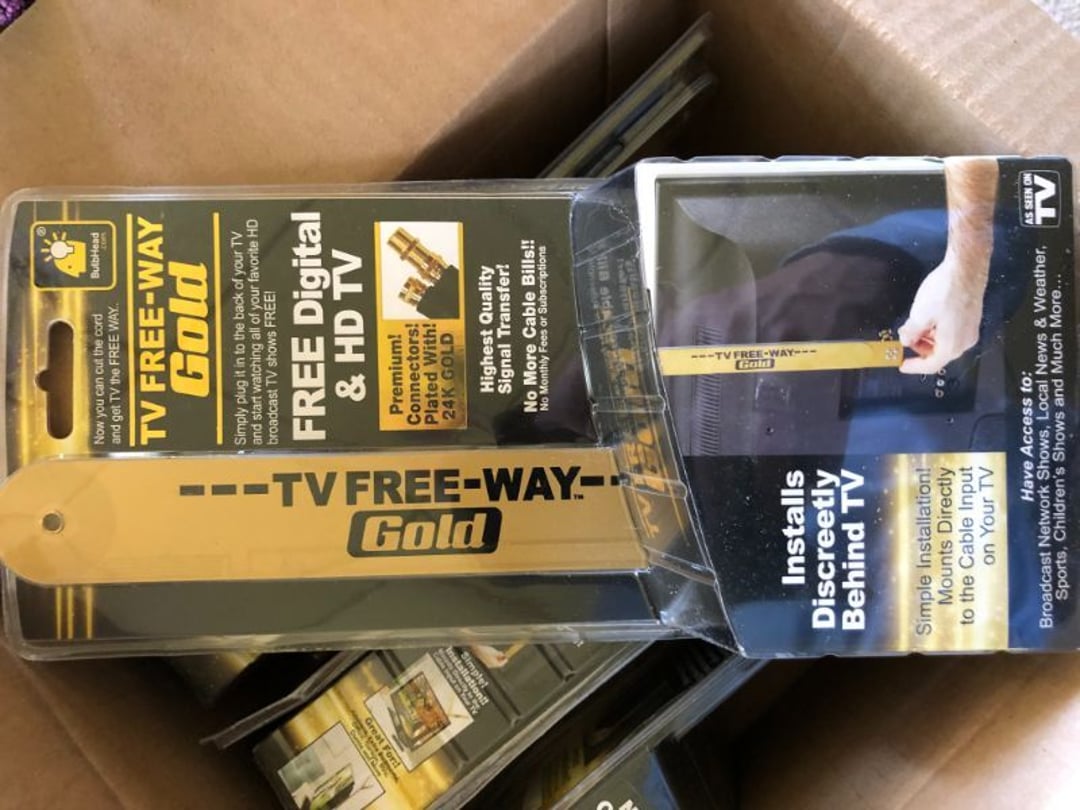 BulbHead
.com
Now you can cut the cord
and get TV the FREE WAY..
TV FREE-WAY
Gold
Simply plug it in to the back of your TV
and start watching all of your favorite HD
broadcast TV shows FREE!
FREE Digital
& HD TV
Premium!
Connectors!
Plated With!
24K GOLD
Highest Quality
Signal Transfer!
No More Cable Bills!!
No Monthly Fees or Subscriptions
---TV FREE-WAY--
Gold
AS SEEN ON
TV
---TV FREE-WAY---
Gold
Installs
Discreetly
Behind TV
Simple Installation!
Mounts Directly
to the Cable Input
on Your TV
Have Access to:
Broadcast Network Shows, Local News & Weather,
Sports, Children's Shows and Much More...
Simple!
Installation!!
Great For!